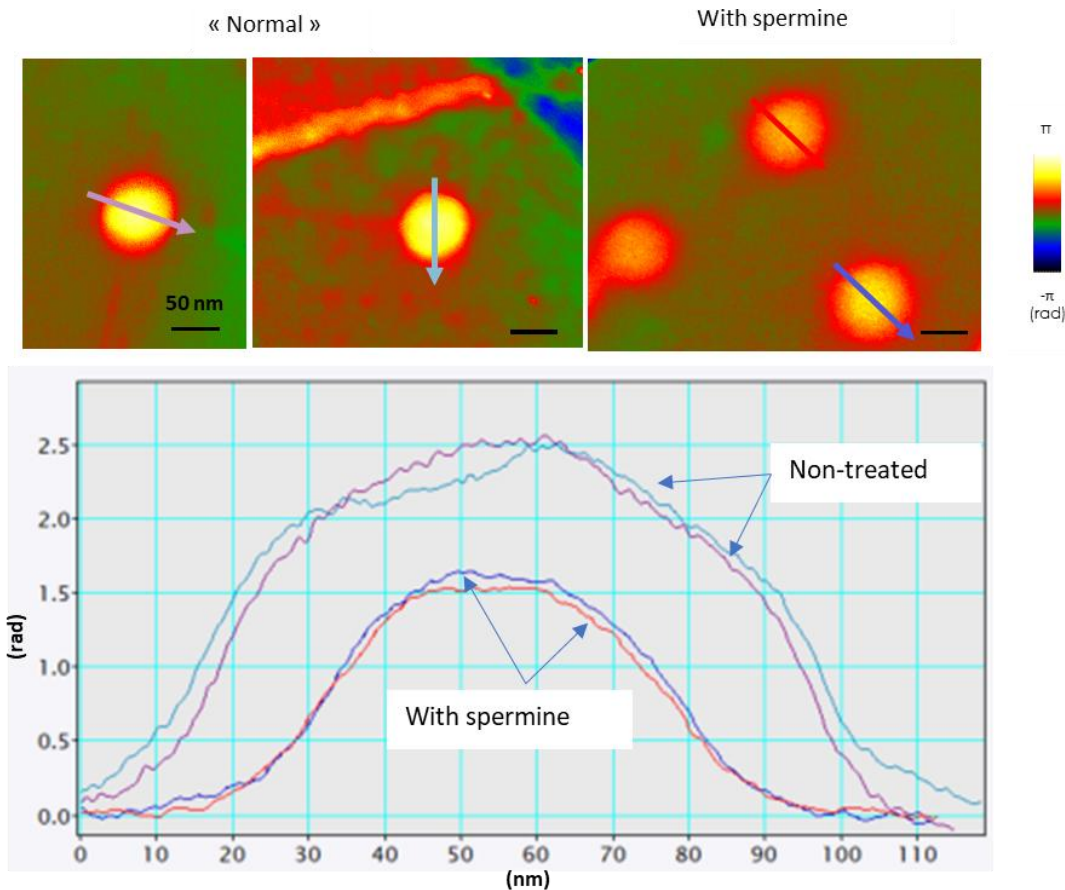 « Normal »
With spermine
50 nm
π
-π
(rad)
2.5
2.0
1.5
1.0
0.5
0.0
(rad)
Non-treated
With spermine
0 10 20 30 40 50 60 70 80 90 100 110
(nm)